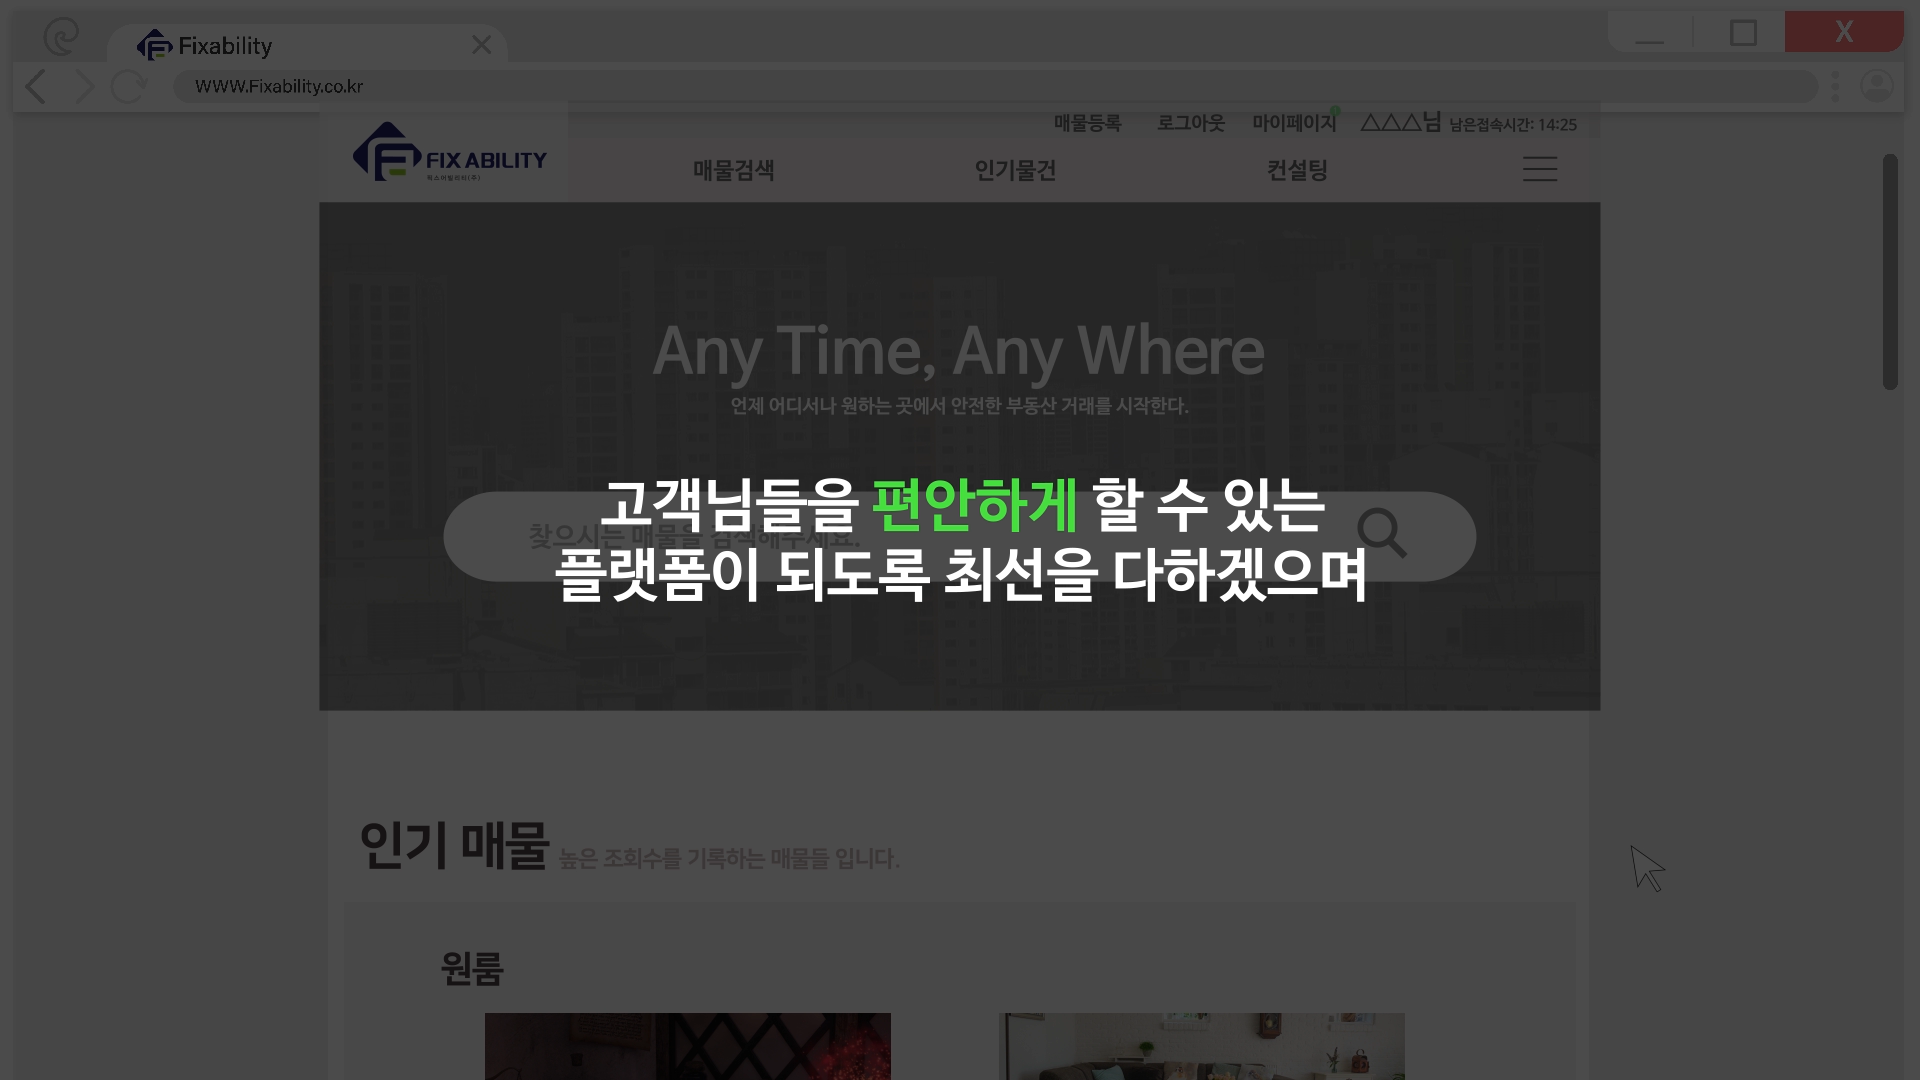 Fixability
X
WWW.Fixability.co.kr
매물등록 로그아웃 마이페이지 △△△님 남은접속시간: 14:25
FIXABILITY
픽스어빌리티(주)
매물검색 인기물건 컨설팅
Any Time, Any Where
언제 어디서나 원하는 곳에서 안전한 부동산 거래를 시작한다.
찾으시는 매물을 검색해주세요.
고객님들을 편안하게 할 수 있는
플랫폼이 되도록 최선을 다하겠으며
인기 매물 높은 조회수를 기록하는 매물들 입니다.
원룸